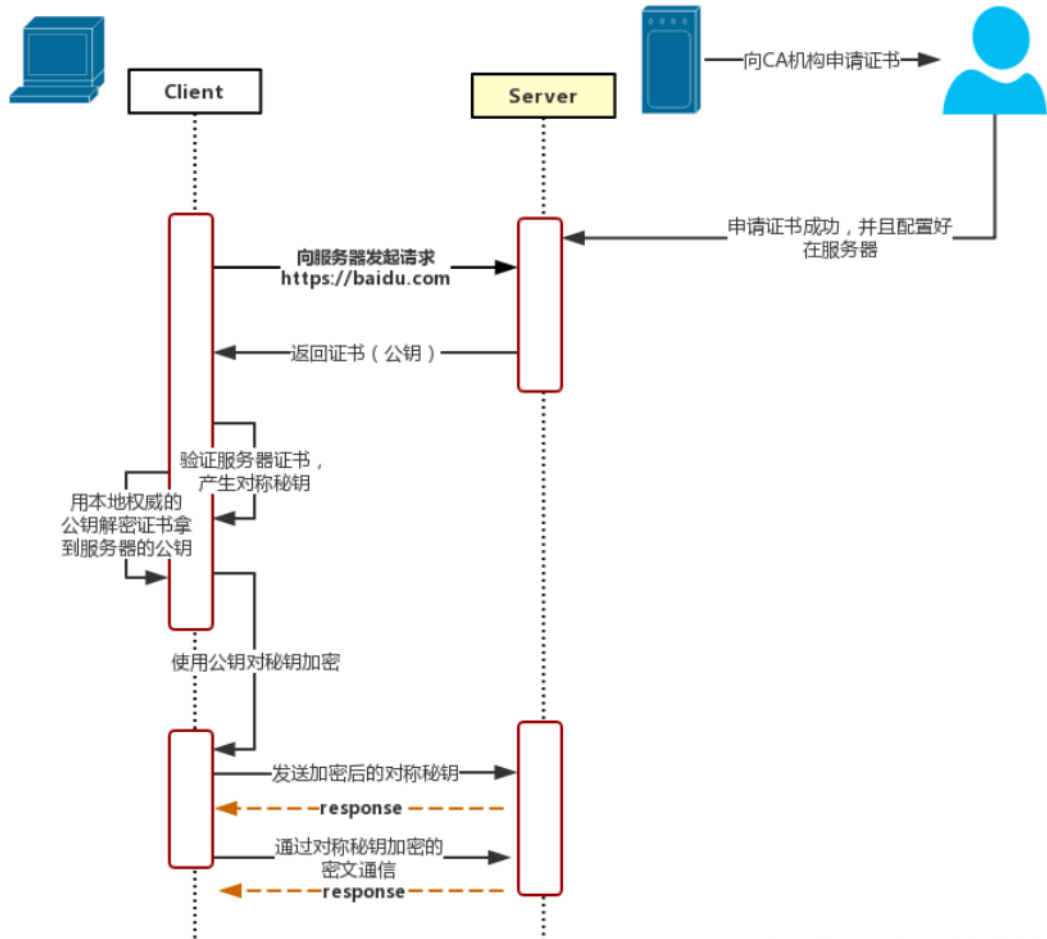 Client
Server
向CA机构申请证书
申请证书成功，并且配置好
在服务器
向服务器发起请求
https://baidu.com
返回证书（公钥）
验证服务器证书，
产生对称秘钥
用本地权威的
公钥解密证书拿
到服务器的公钥
使用公钥对秘钥加密
发送加密后的对称秘钥
response
通过对称秘钥加密的
密文通信
response